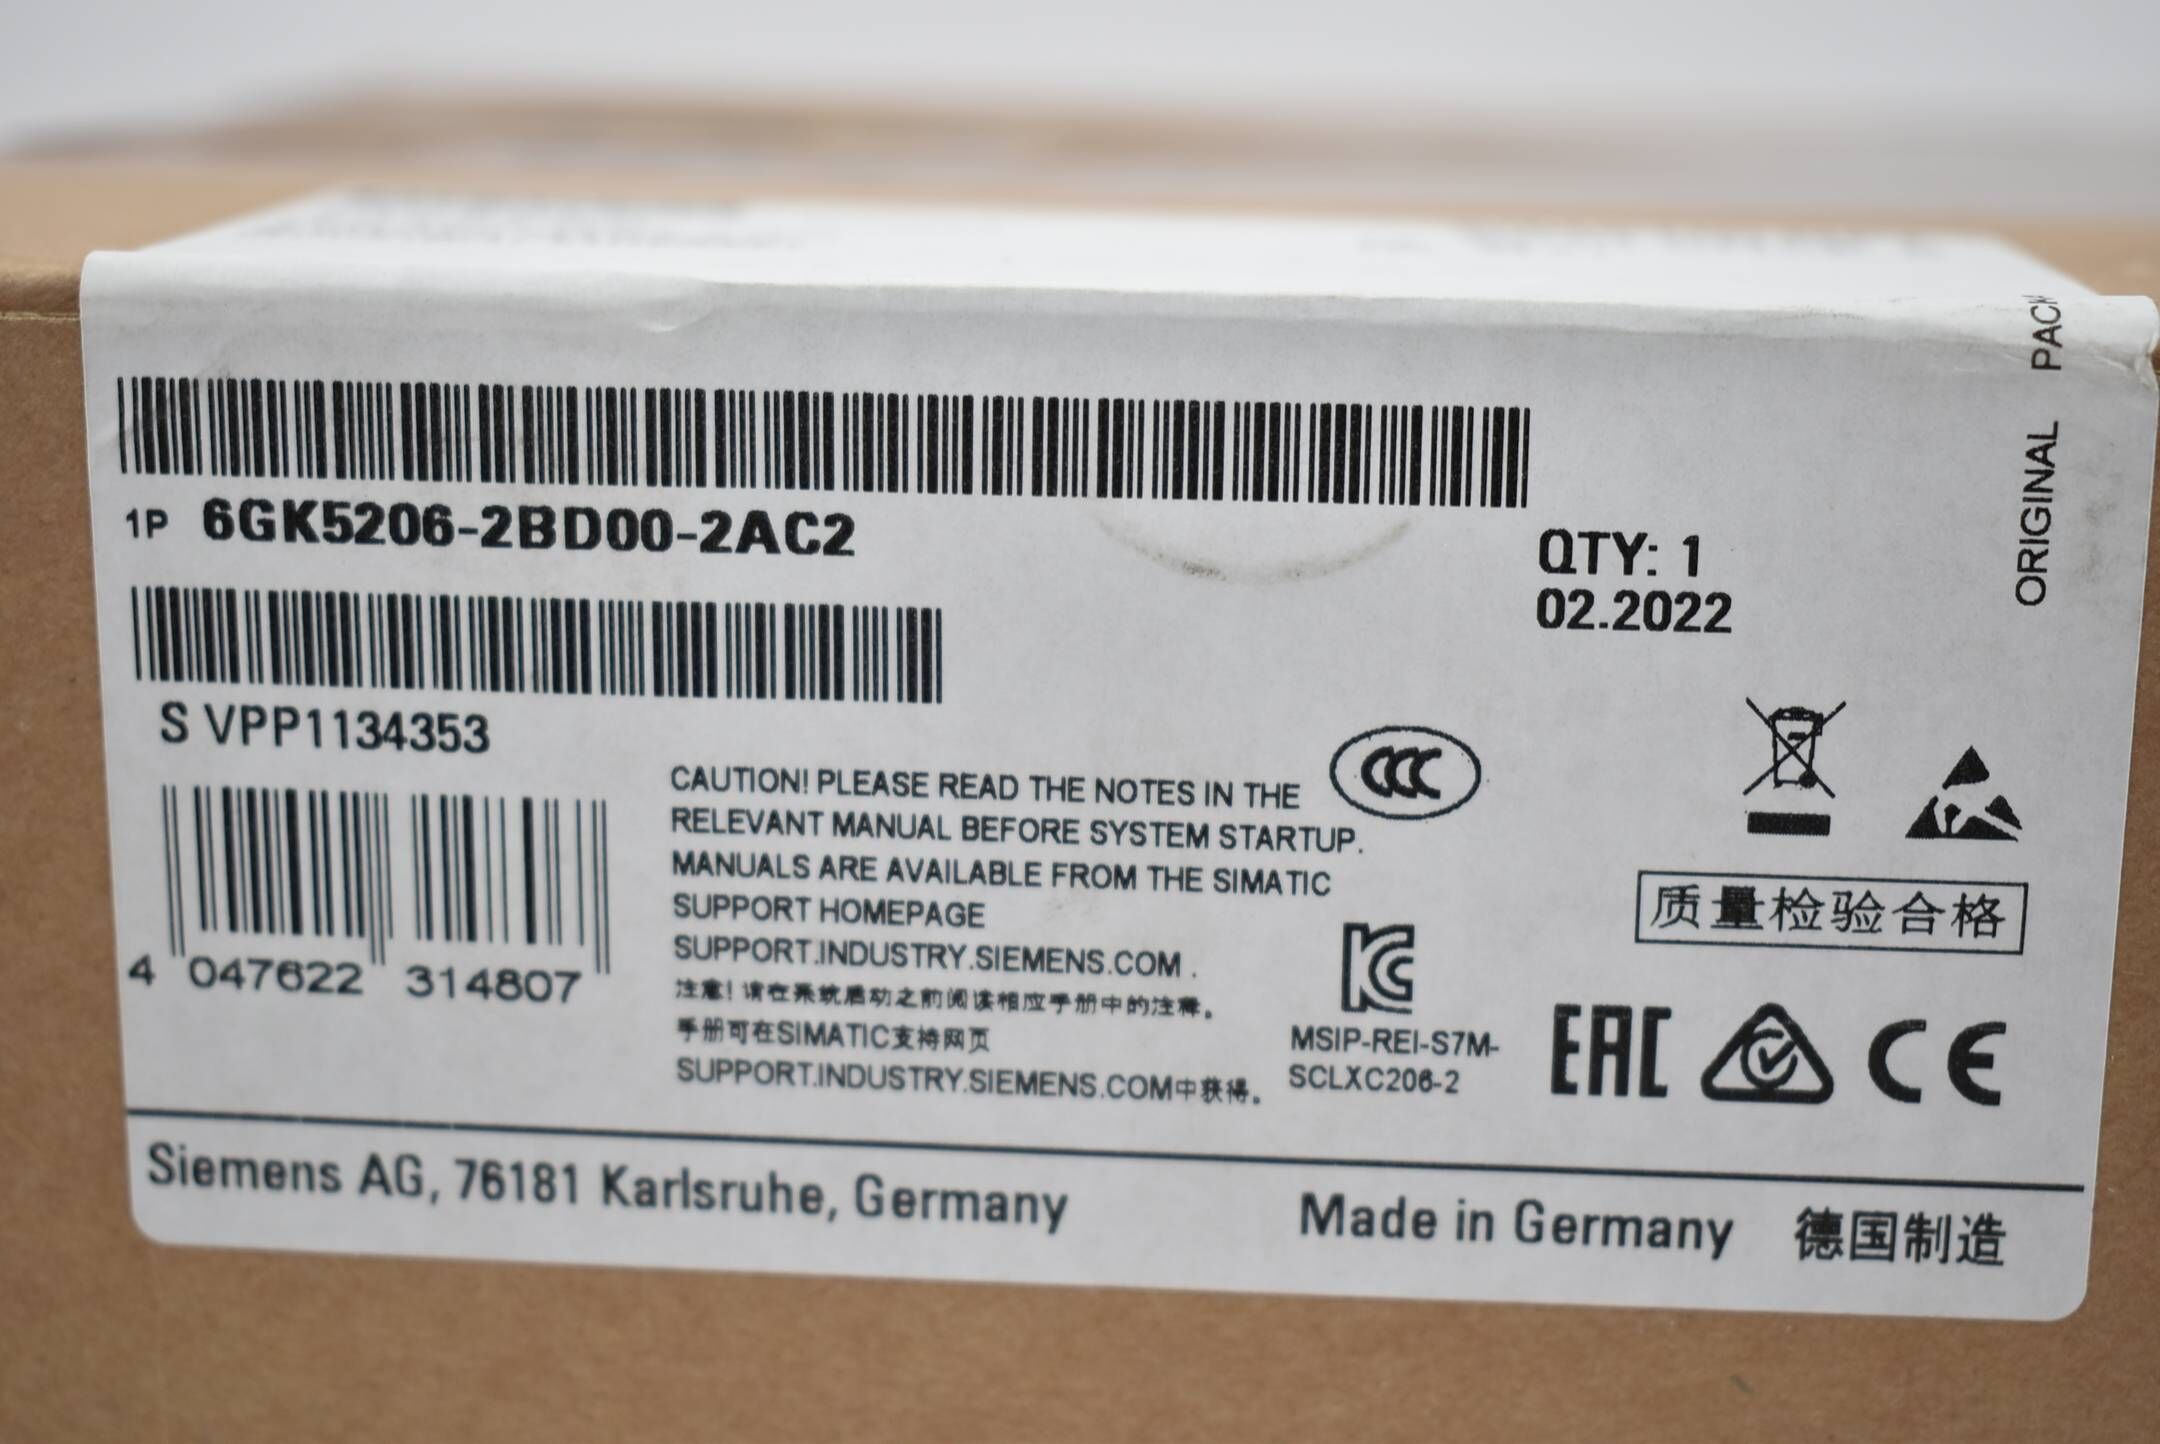 1P 6GK5206-2BD00-2AC2
QTY: 1
02.2022
ORIGINAL
S VPP1134353
4 047622 314807
CAUTION! PLEASE READ THE NOTES IN THE
RELEVANT MANUAL BEFORE SYSTEM STARTUP.
MANUALS ARE AVAILABLE FROM THE SIMATIC
SUPPORT HOMEPAGE
SUPPORT.INDUSTRY.SIEMENS.COM .
注意! 请在系统启动之前阅读相应手册中的注释。
手册可在SIMATIC支持网页
SUPPORT.INDUSTRY.SIEMENS.COM中获得。
CCC
KC
MSIP-REI-S7M-
SCLXC206-2
质量检验合格
EAC
CE
Siemens AG, 76181 Karlsruhe, Germany
Made in Germany 德国制造